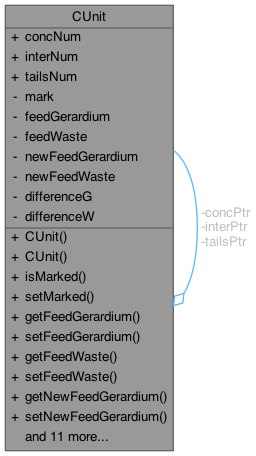 CUnit
+ concNum
+ interNum
+ tailsNum
- mark
- feedGerardium
- feedWaste
- newFeedGerardium
- newFeedWaste
- differenceG
- differenceW
+ CUnit()
+ CUnit()
+ isMarked()
+ setMarked()
+ getFeedGerardium()
+ setFeedGerardium()
+ getFeedWaste()
+ setFeedWaste()
+ getNewFeedGerardium()
+ setNewFeedGerardium()
and 11 more...
-concPtr
-interPtr
-tailsPtr